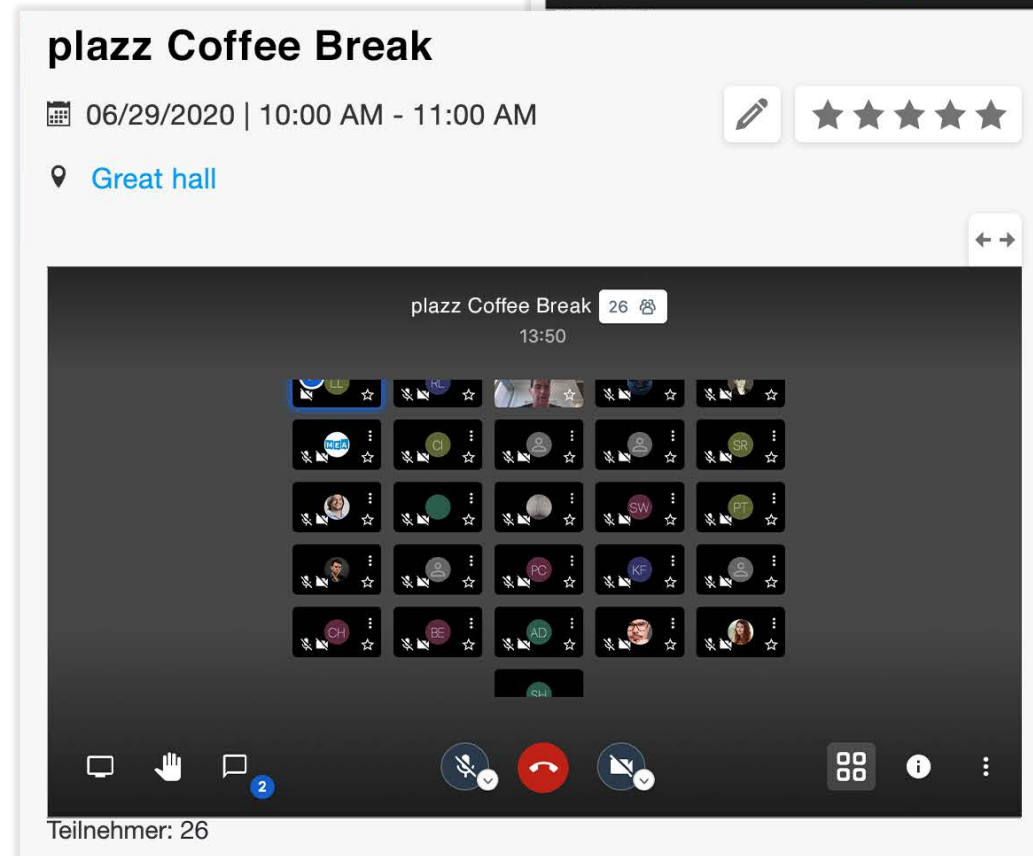 plazz Coffee Break
06/29/2020 | 10:00 AM - 11:00 AM
Great hall
plazz Coffee Break 26
13:50
LL RL
MEA CI SR
SW PT
PC KF
CH BE AD
SH
2
Teilnehmer: 26